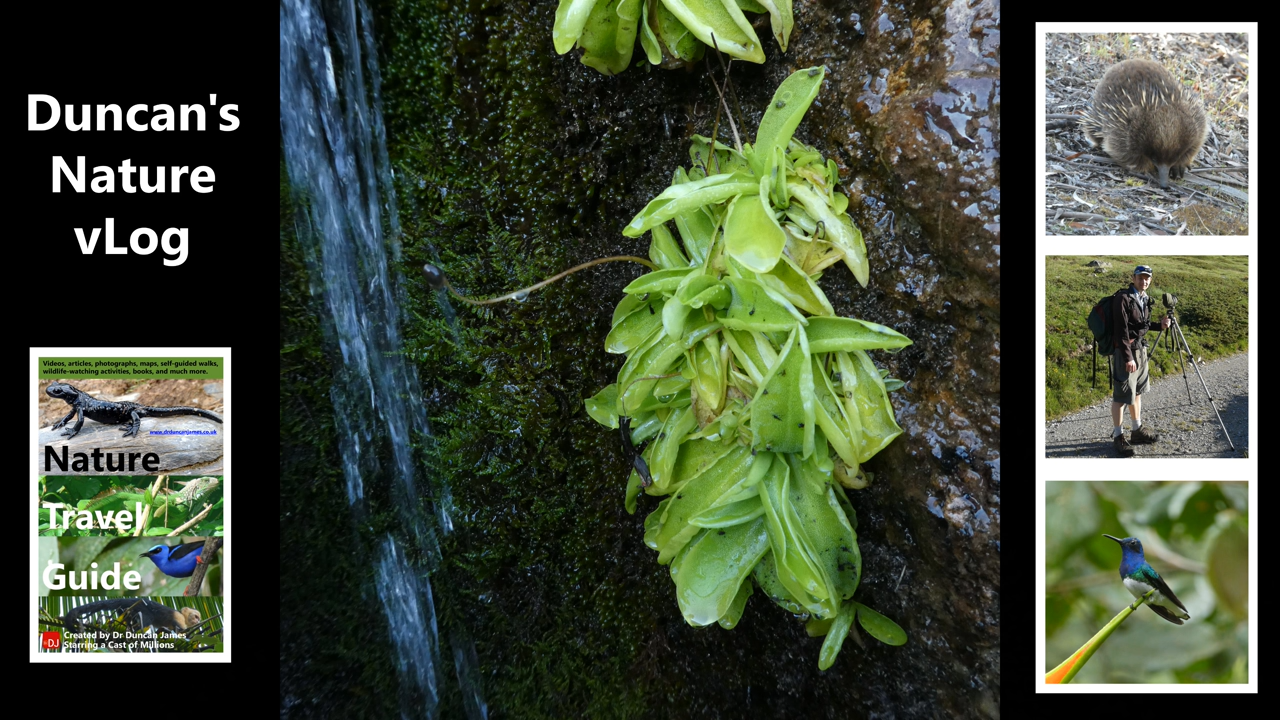 Duncan's
Nature
vLog
Videos, articles, photographs, maps, self-guided walks,
wildlife-watching activities, books, and much more.
www.drduncanjames.co.uk
Nature
Travel
Guide
DJ
Created by Dr Duncan James
Starring a Cast of Millions